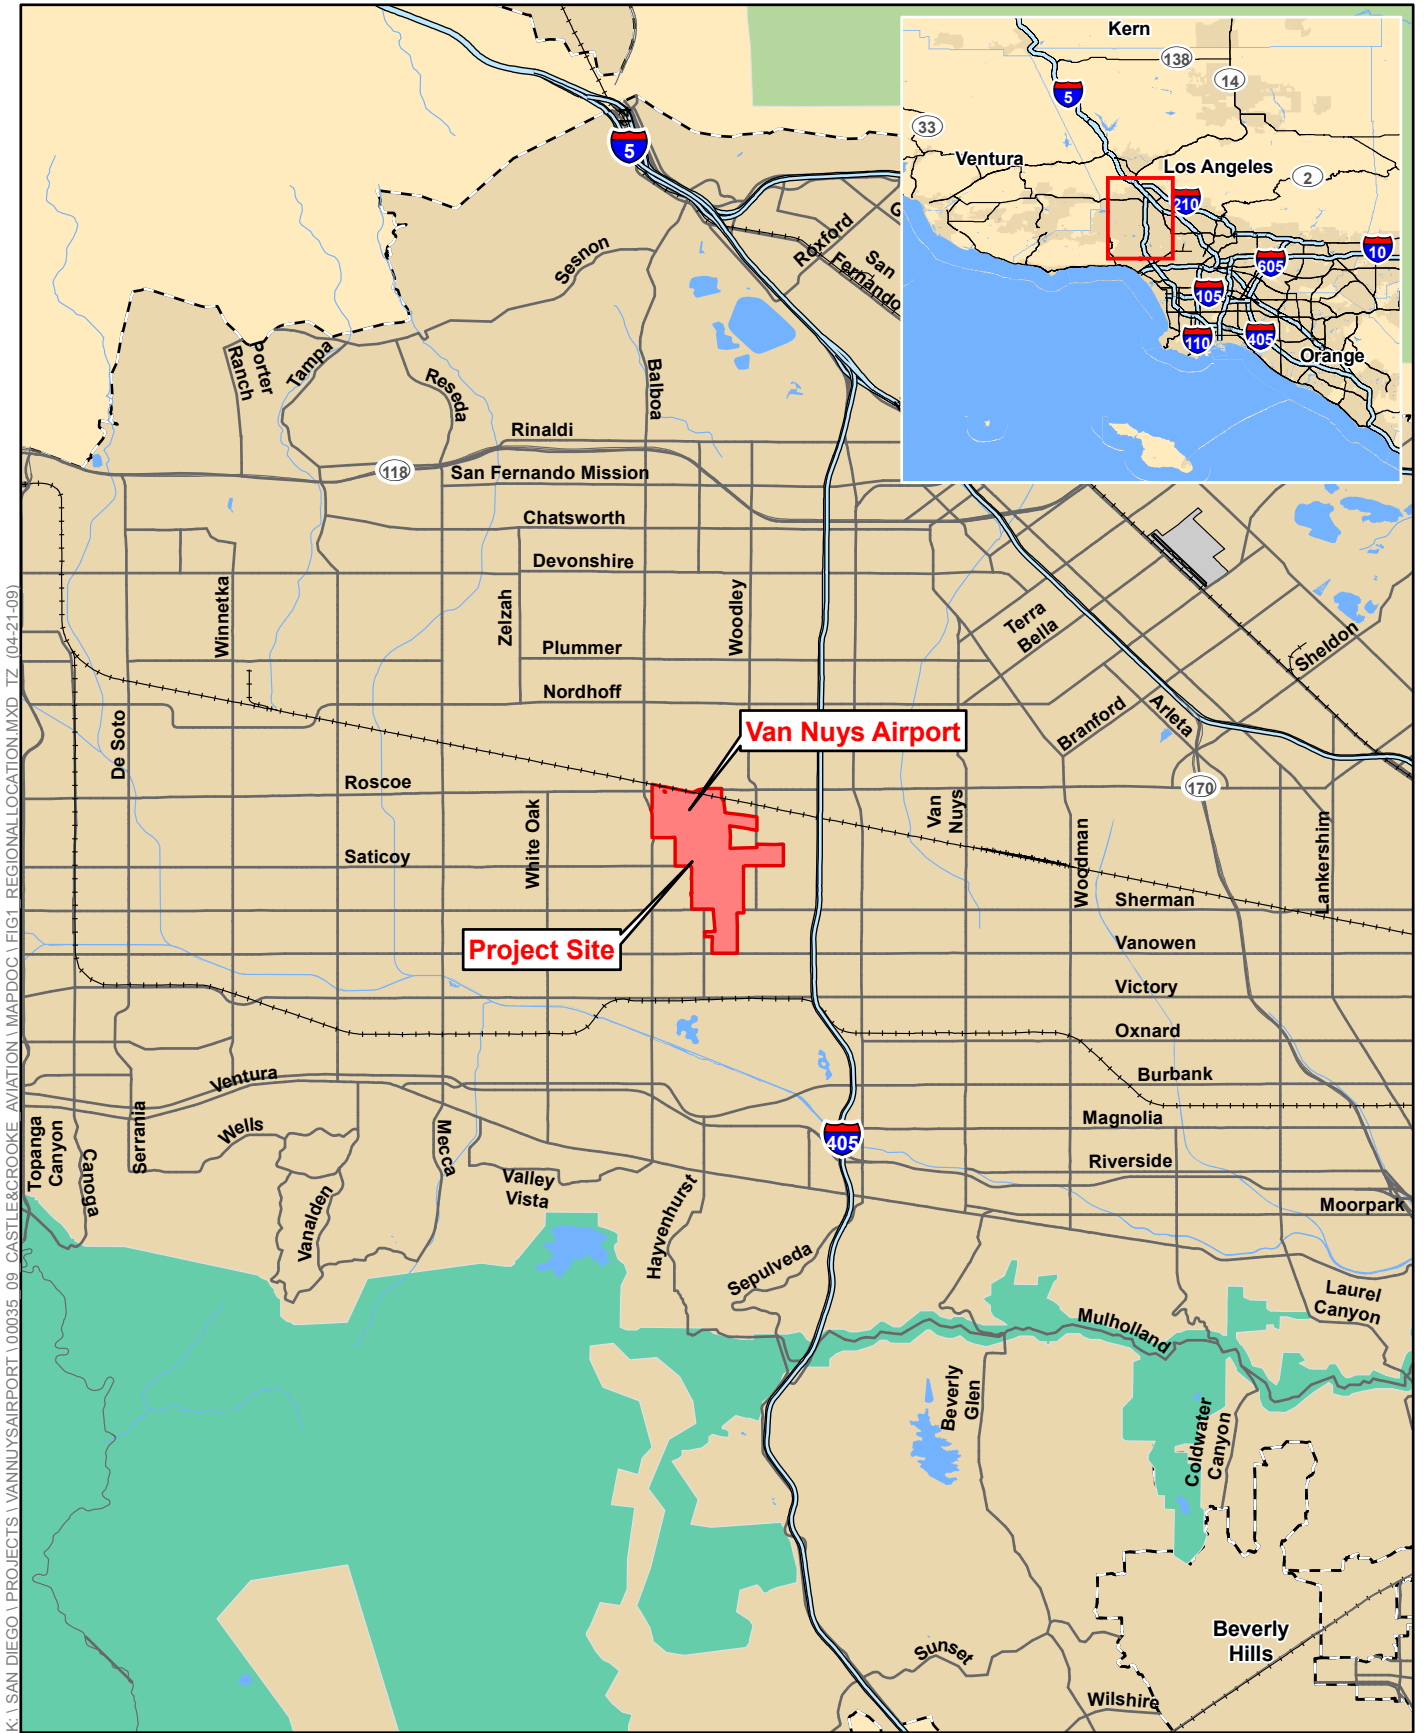 Kern
138
14
5
33
Ventura
Los Angeles
2
210
10
605
105
110
405
Orange
5
Roxford
San
Fernando
Sesnon
Porter
Ranch
Tampa
Reseda
Balboa
Rinaldi
118
San Fernando Mission
Chatsworth
Devonshire
Winnetka
Zelzah
Woodley
Plummer
Nordhoff
Terra
Bella
Sheldon
Branford
Arleta
De Soto
Van Nuys Airport
Roscoe
170
White Oak
Van
Nuys
Woodman
Lankershim
Saticoy
Sherman
Project Site
Vanowen
Victory
Oxnard
Burbank
Ventura
Magnolia
405
Topanga
Canyon
Canoga
Serrania
Wells
Mecca
Riverside
Valley
Vista
Moorpark
Vanalden
Hayvenhurst
Sepulveda
Laurel
Canyon
Mulholland
Beverly
Glen
Coldwater
Canyon
Beverly
Hills
Sunset
Wilshire
K: \ SAN DIEGO \ PROJECTS \ VANNUYSAIRPORT \ 00035_09_CASTLE&CROOKE_AVIATION \ MAPDOC \ FIG1_REGIONALLOCATION.MXD_TZ_(04-21-09)